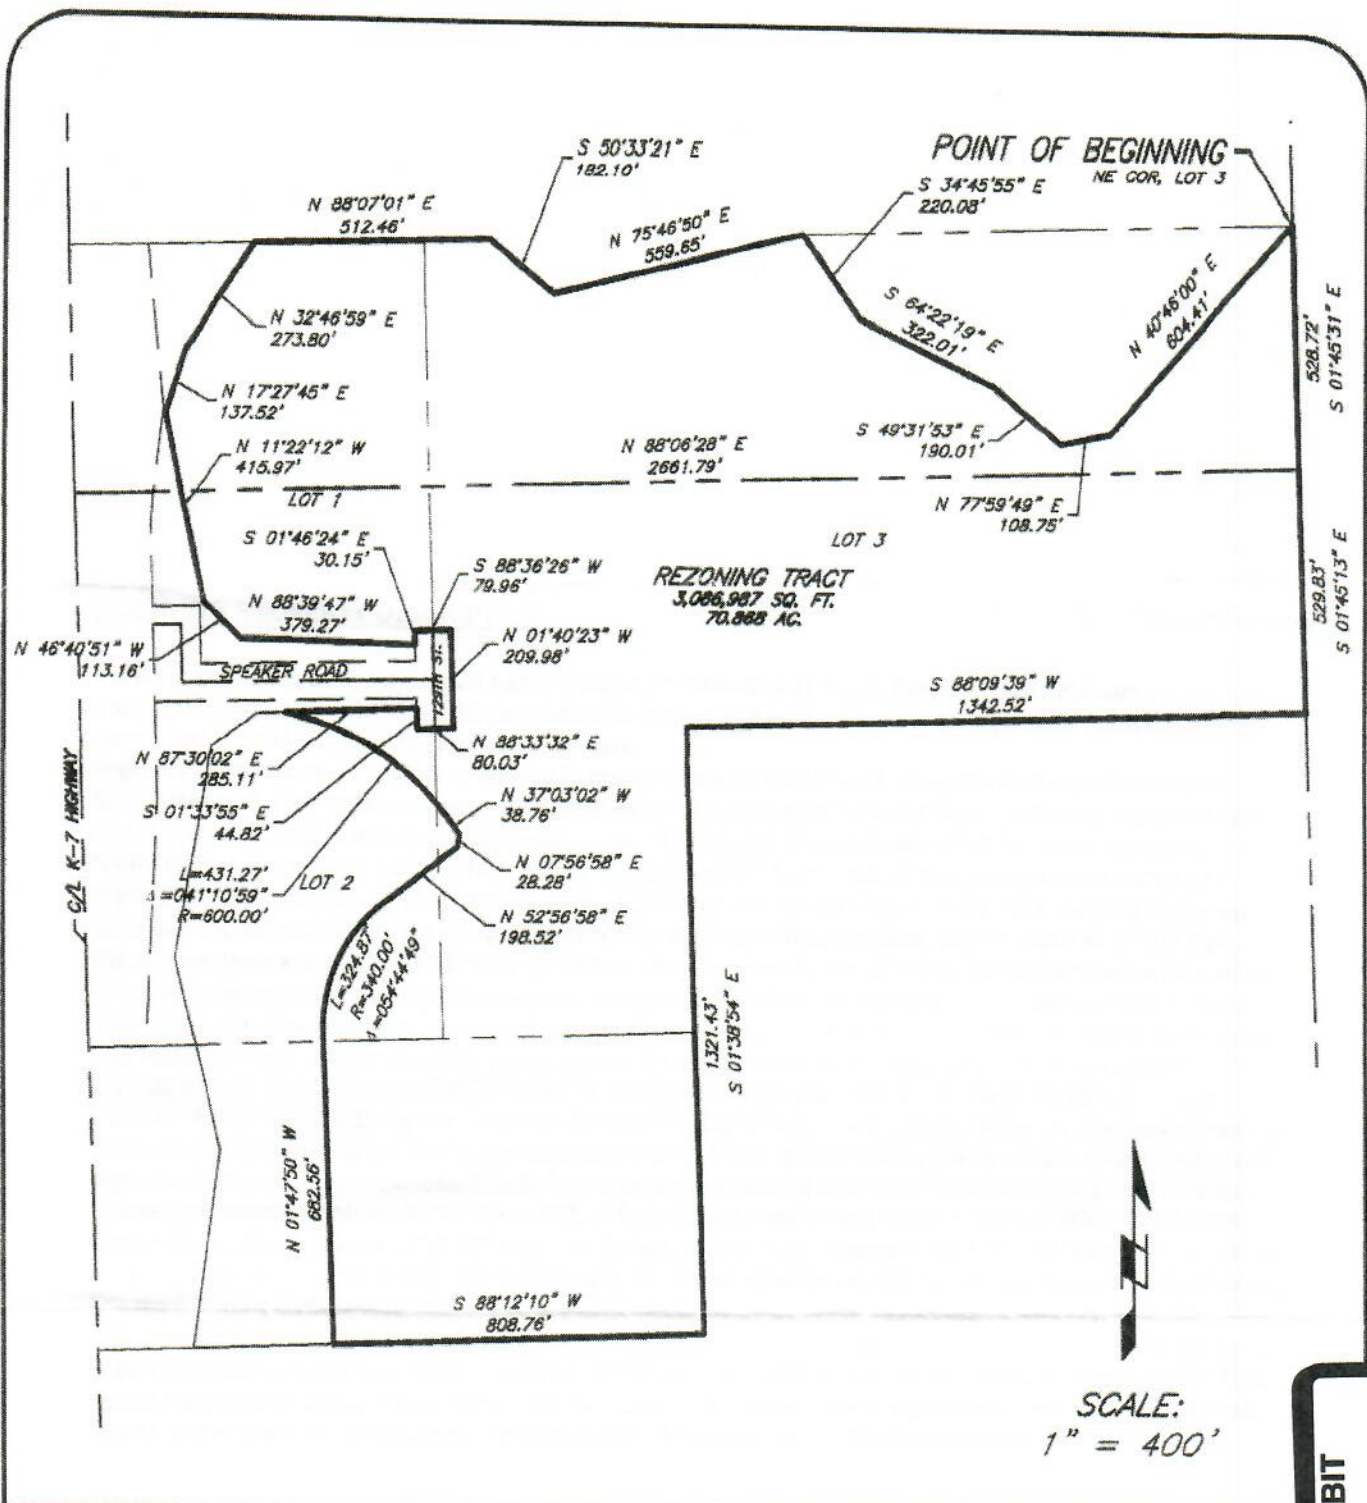 POINT OF BEGINNING
NE COR, LOT 3
S 50°33'21" E
182.10'
S 34°45'55" E
220.08'
N 88°07'01" E
512.46'
N 75°46'50" E
559.65'
N 32°46'59" E
273.80'
S 64°22'19" E
322.01'
N 40°46'00" E
604.41'
528.72'
S 01°45'31" E
N 17°27'45" E
137.52'
N 11°22'12" W
415.97'
N 88°06'28" E
2661.79'
S 49°31'53" E
190.01'
LOT 1
N 77°59'49" E
108.75'
S 01°46'24" E
30.15'
S 88°36'26" W
79.96'
LOT 3
REZONING TRACT
3,086,987 SQ. FT.
70.868 AC.
529.83'
S 01°45'13" E
N 88°39'47" W
379.27'
N 46°40'51" W
113.16'
N 01°40'23" W
209.98'
SPEAKER ROAD
129TH ST.
S 88°09'39" W
1342.52'
N 87°30'02" E
285.11'
N 88°33'32" E
80.03'
S 01°33'55" E
44.82'
N 37°03'02" W
38.76'
C/L K-7 HIGHWAY
L=431.27'
Δ=041°10'59"
R=600.00'
LOT 2
N 07°56'58" E
28.28'
N 52°56'58" E
198.52'
L=324.87'
R=340.00'
Δ=054°44'49"
1321.43'
S 01°38'54" E
N 01°47'50" W
682.56'
S 88°12'10" W
808.76'
N
SCALE:
1" = 400'
BIT